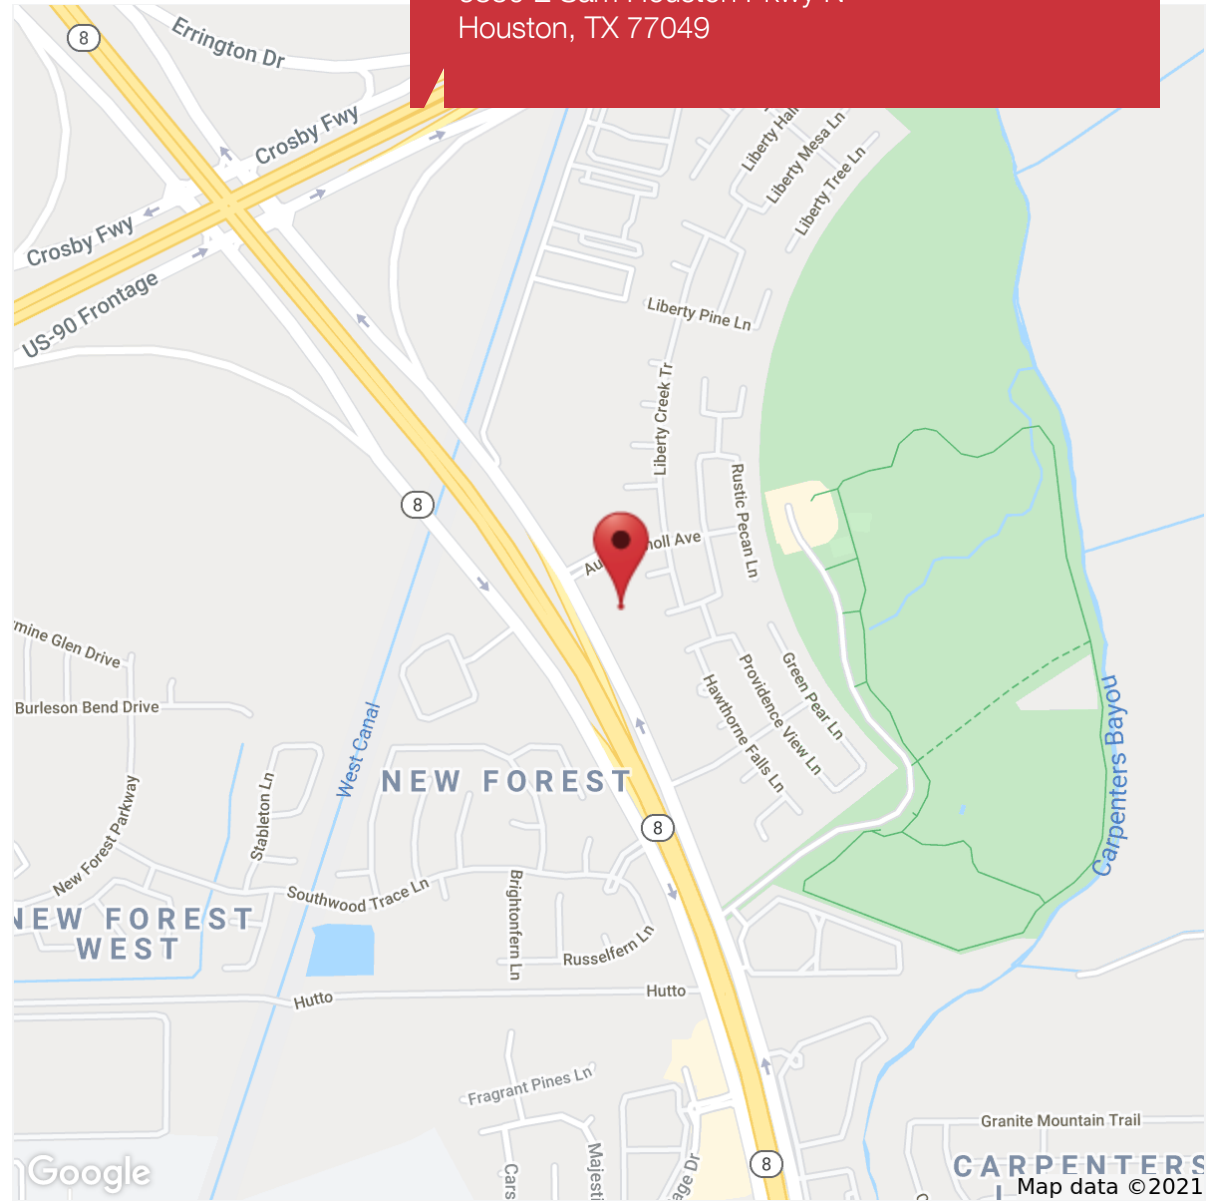 Houston, TX 77049
8
Errington Dr
Crosby Fwy
Crosby Fwy
US-90 Frontage
Liberty Mesa Ln
Liberty Tree Ln
Liberty Pine Ln
Liberty Creek Tr
Rustic Pecan Ln
8
Ave
Glen Drive
Burleson Bend Drive
West Canal
NEW FOREST
Hawthorne Falls Ln
Providence View Ln
Green Pear Ln
Carpenters Bayou
8
Stableton Ln
New Forest Parkway
Southwood Trace Ln
Brightonfern Ln
Russelfern Ln
NEW FOREST
WEST
Hutto
Hutto
Fragrant Pines Ln
Granite Mountain Trail
8
CARPENTERS
Google
Map data ©2021